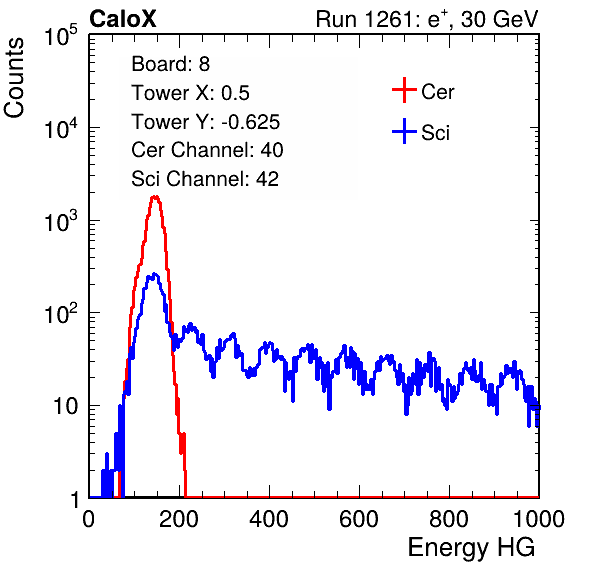 CaloX Run 1261: e⁺, 30 GeV
Counts
Board: 8
Tower X: 0.5
Tower Y: -0.625
Cer Channel: 40
Sci Channel: 42
Cer
Sci
10⁵
10⁴
10³
10²
10
1
0 200 400 600 800 1000
Energy HG